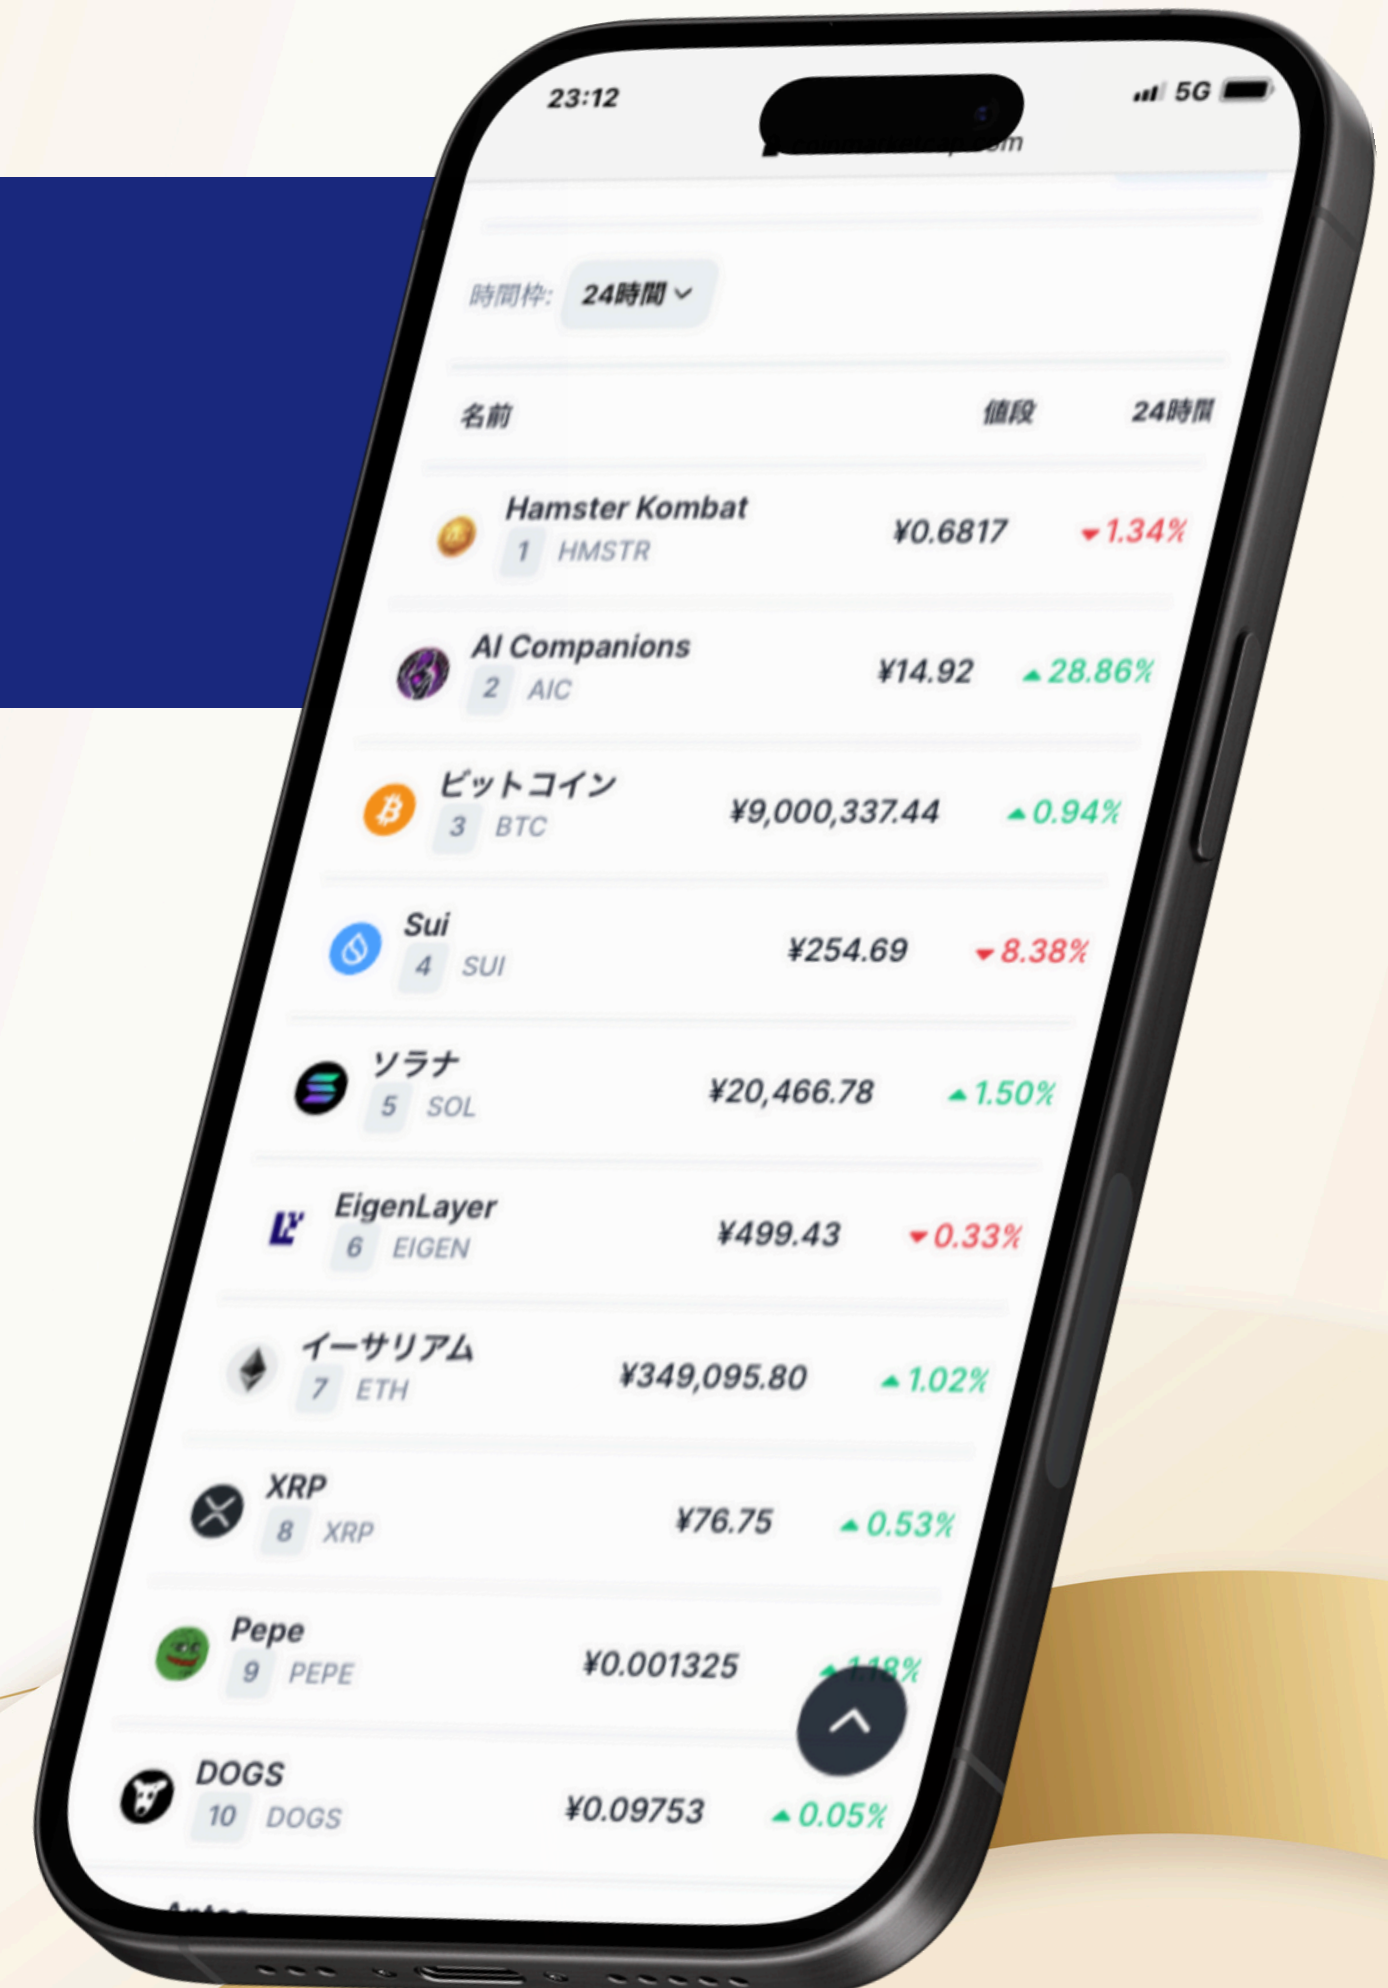 23:12
5G
coinmarketcap.com
時間枠: 24時間
名前 値段 24時間
Hamster Kombat
1 HMSTR ¥0.6817 1.34%
AI Companions
2 AIC ¥14.92 28.86%
ビットコイン
3 BTC ¥9,000,337.44 0.94%
Sui
4 SUI ¥254.69 8.38%
ソラナ
5 SOL ¥20,466.78 1.50%
EigenLayer
6 EIGEN ¥499.43 0.33%
イーサリアム
7 ETH ¥349,095.80 1.02%
XRP
8 XRP ¥76.75 0.53%
Pepe
9 PEPE ¥0.001325 1.18%
DOGS
10 DOGS ¥0.09753 0.05%
Aptos